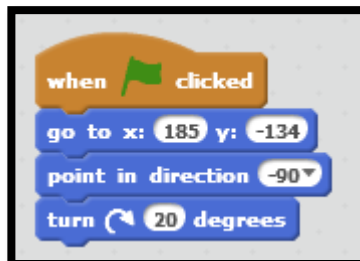 when clicked
go to x: 185 y: -134
point in direction -90
turn 20 degrees